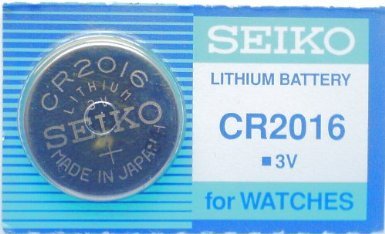 CR2016
LITHIUM
SEIKO
+
MADE IN JAPAN
SEIKO
LITHIUM BATTERY
CR2016
■3V
for WATCHES